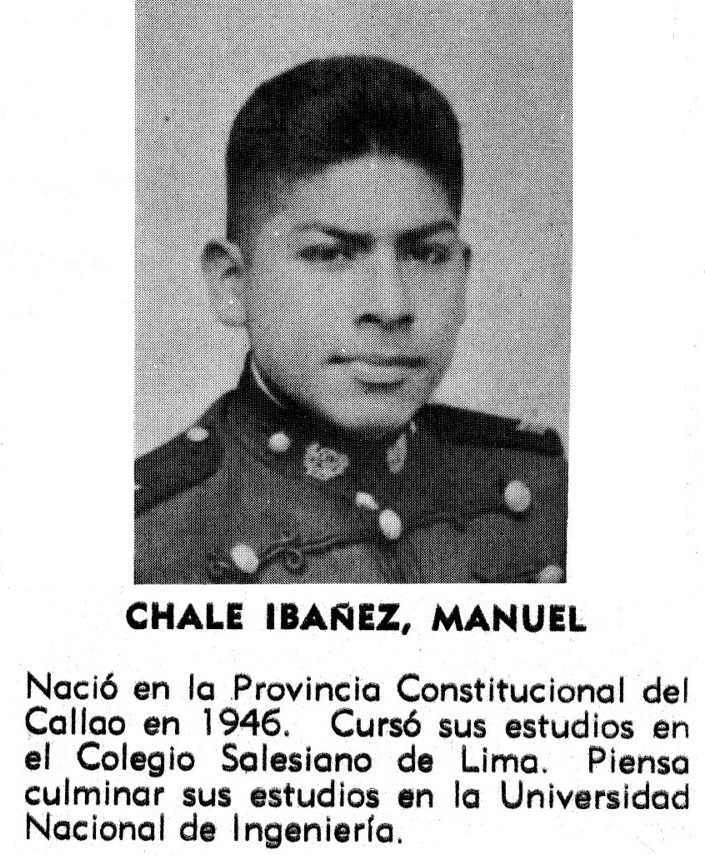 CHALE IBAÑEZ, MANUEL
Nació en la Provincia Constitucional del
Callao en 1946. Cursó sus estudios en
el Colegio Salesiano de Lima. Piensa
culminar sus estudios en la Universidad
Nacional de Ingeniería.